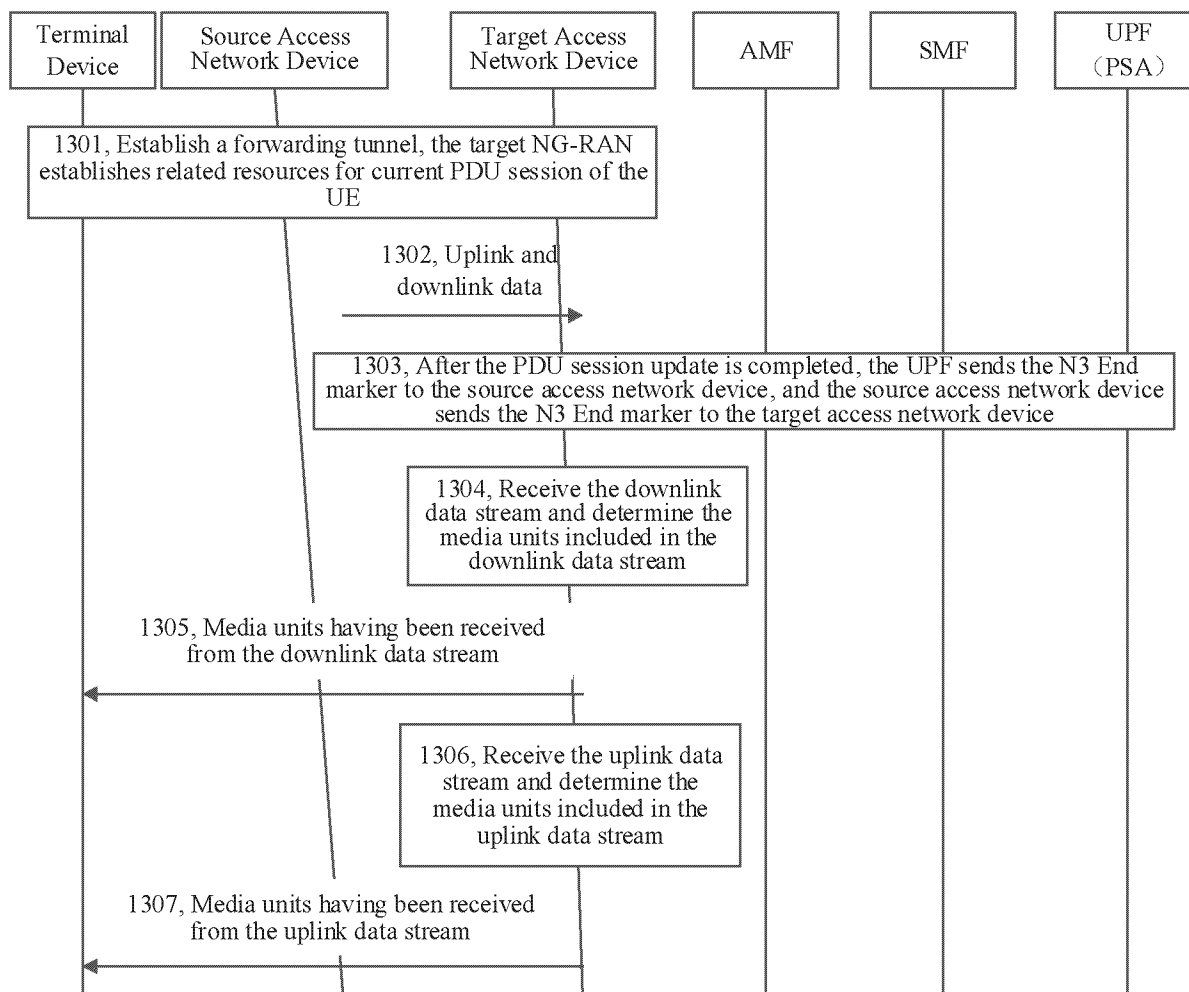 Terminal
Device
Source Access
Network Device
Target Access
Network Device
AMF
SMF
UPF
(PSA)
1301, Establish a forwarding tunnel, the target NG-RAN
establishes related resources for current PDU session of the
UE
1302, Uplink and
downlink data
1303, After the PDU session update is completed, the UPF sends the N3 End
marker to the source access network device, and the source access network device
sends the N3 End marker to the target access network device
1304, Receive the downlink
data stream and determine the
media units included in the
downlink data stream
1305, Media units having been received
from the downlink data stream
1306, Receive the uplink data
stream and determine the
media units included in the
uplink data stream
1307, Media units having been received
from the uplink data stream